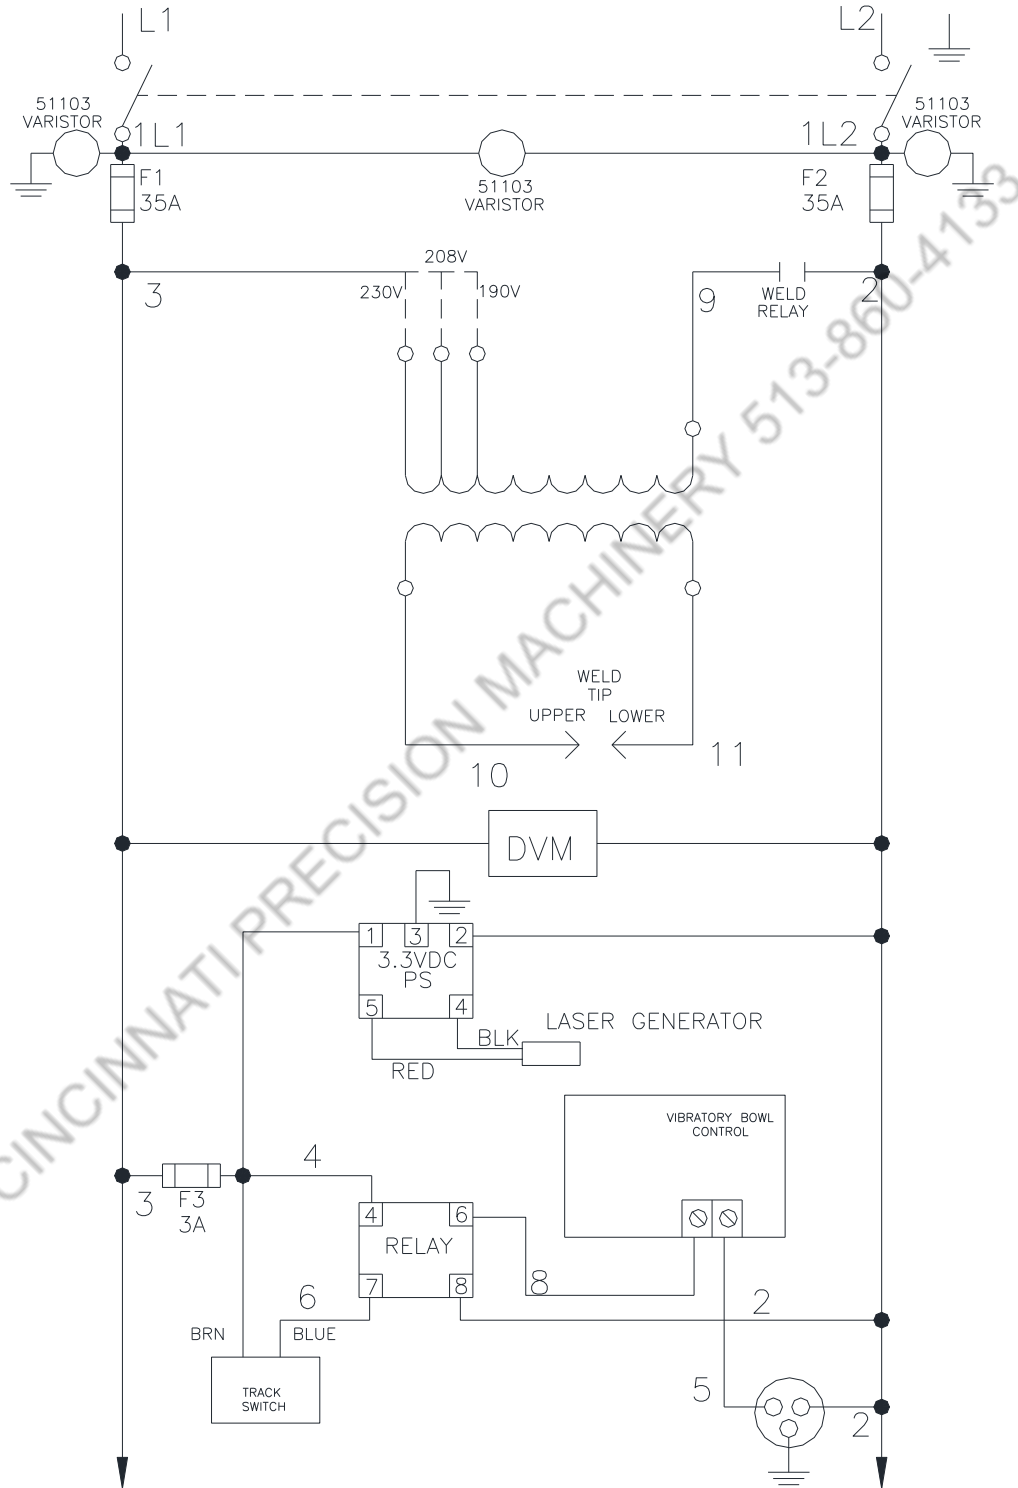 L1
L2
51103
VARISTOR
1L1
1L2
51103
VARISTOR
F1
35A
51103
VARISTOR
F2
35A
208V
230V
190V
3
9
WELD
RELAY
2
WELD
TIP
UPPER
LOWER
10
11
DVM
1
3
2
3.3VDC
PS
5
4
BLK
RED
LASER GENERATOR
VIBRATORY BOWL
CONTROL
4
3
F3
3A
4
6
RELAY
7
8
8
6
2
BRN
BLUE
TRACK
SWITCH
5
2
CINCINNATI PRECISION MACHINERY 513-860-4133